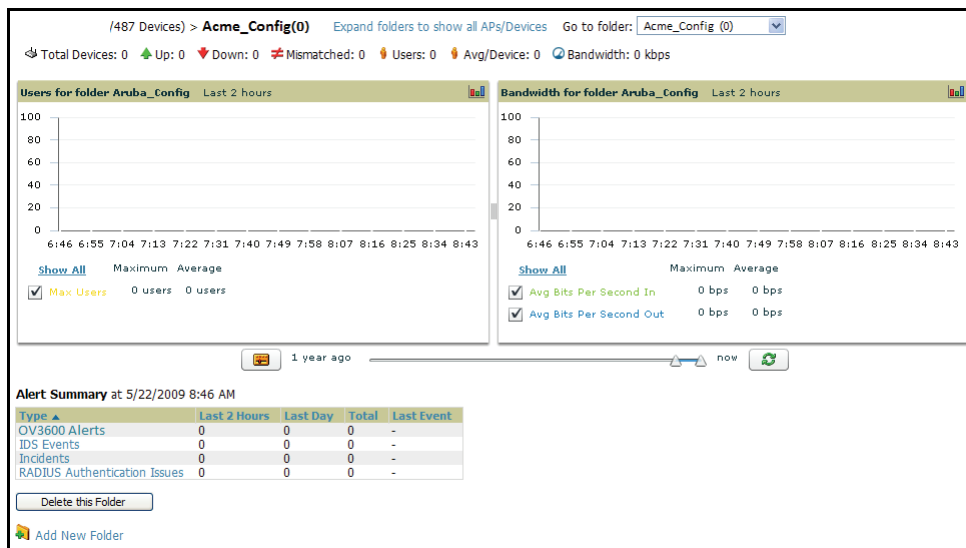 /487 Devices) > Acme_Config(0) Expand folders to show all APs/Devices Go to folder: Acme_Config (0)
Total Devices: 0 Up: 0 Down: 0 Mismatched: 0 Users: 0 Avg/Device: 0 Bandwidth: 0 kbps
Users for folder Aruba_Config Last 2 hours
100
80
60
40
20
0
6:46 6:55 7:04 7:13 7:22 7:31 7:40 7:49 7:58 8:07 8:16 8:25 8:34 8:43
Show All Maximum Average
Max Users 0 users 0 users
Bandwidth for folder Aruba_Config Last 2 hours
100
80
60
40
20
0
6:46 6:55 7:04 7:13 7:22 7:31 7:40 7:49 7:58 8:07 8:16 8:25 8:34 8:43
Show All Maximum Average
Avg Bits Per Second In 0 bps 0 bps
Avg Bits Per Second Out 0 bps 0 bps
1 year ago now
Alert Summary at 5/22/2009 8:46 AM
Type Last 2 Hours Last Day Total Last Event
OV3600 Alerts 0 0 0 -
IDS Events 0 0 0 -
Incidents 0 0 0 -
RADIUS Authentication Issues 0 0 0 -
Delete this Folder
Add New Folder